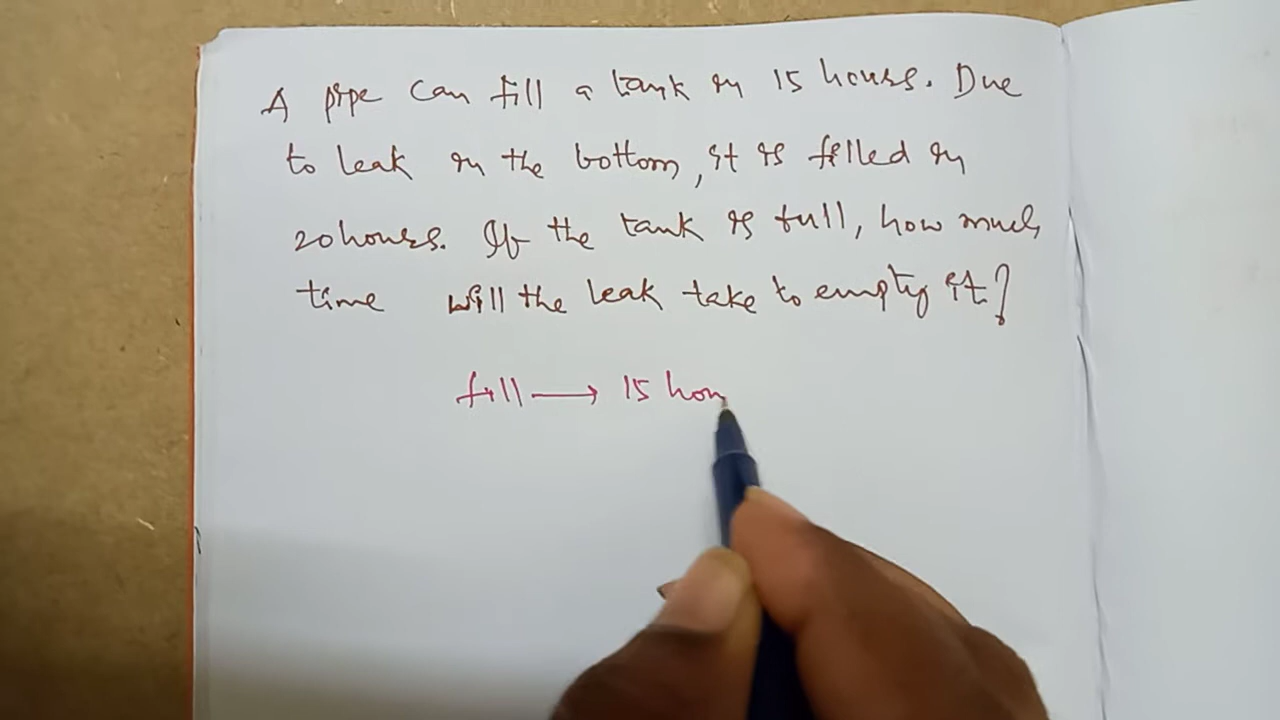 A pipe can fill a tank in 15 hours. Due
to leak in the bottom, it is filled in
20 hours. If the tank is full, how much
time will the leak take to empty it?
fill → 15 hou